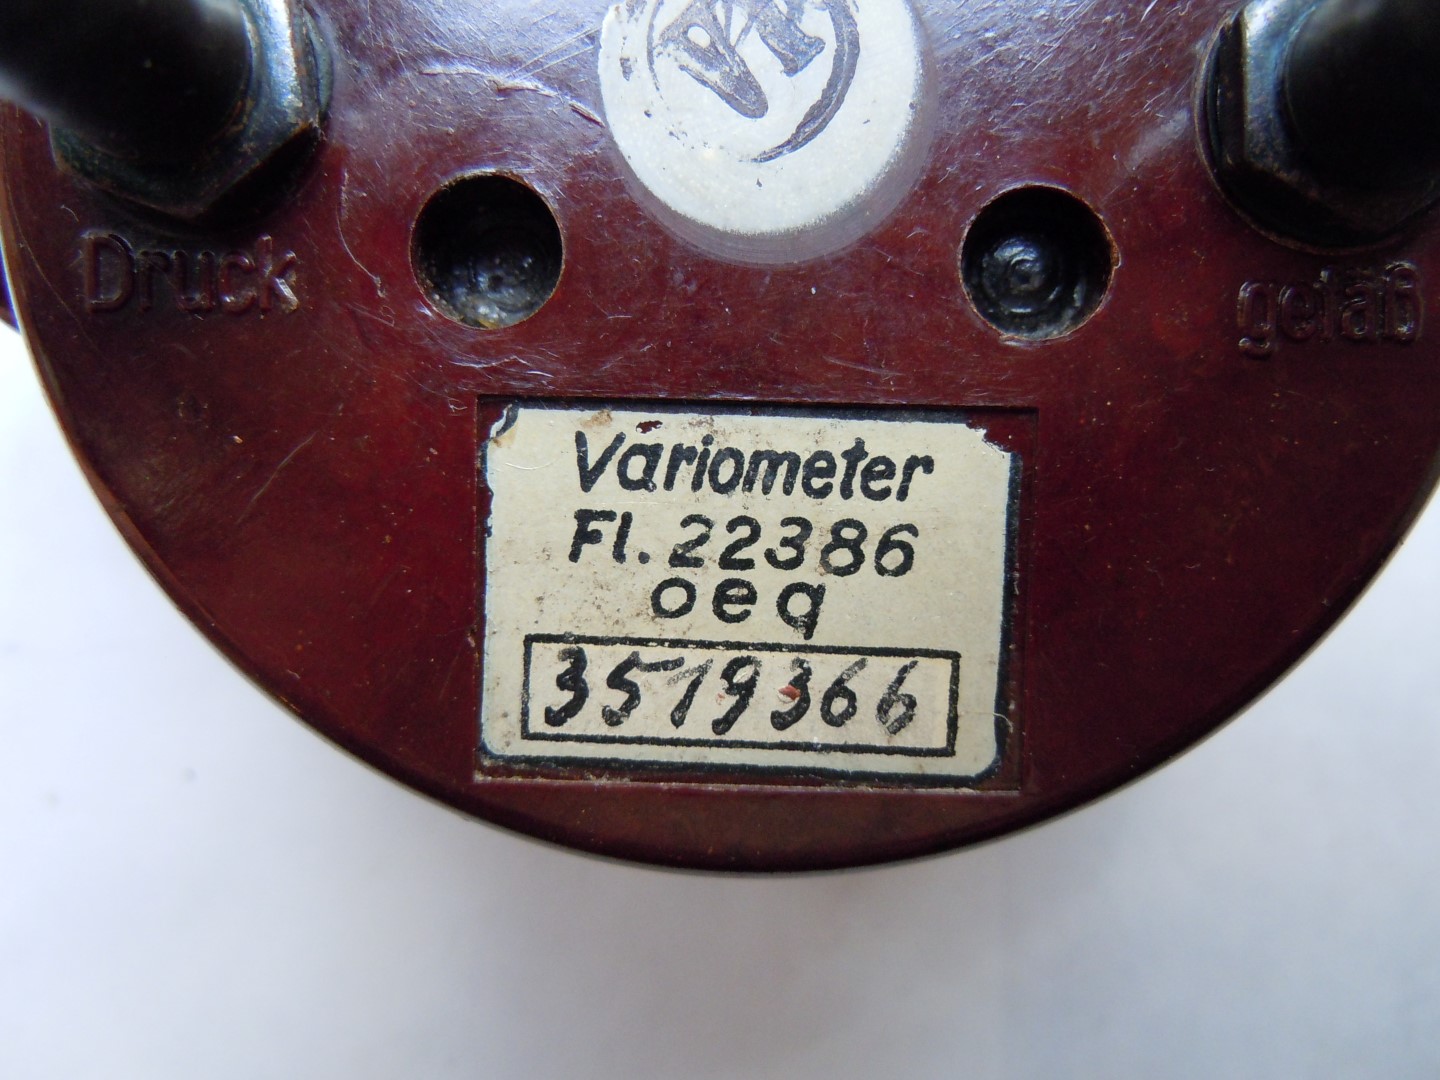 Druck
gefäß
Variometer
Fl. 22386
oeq
3519366